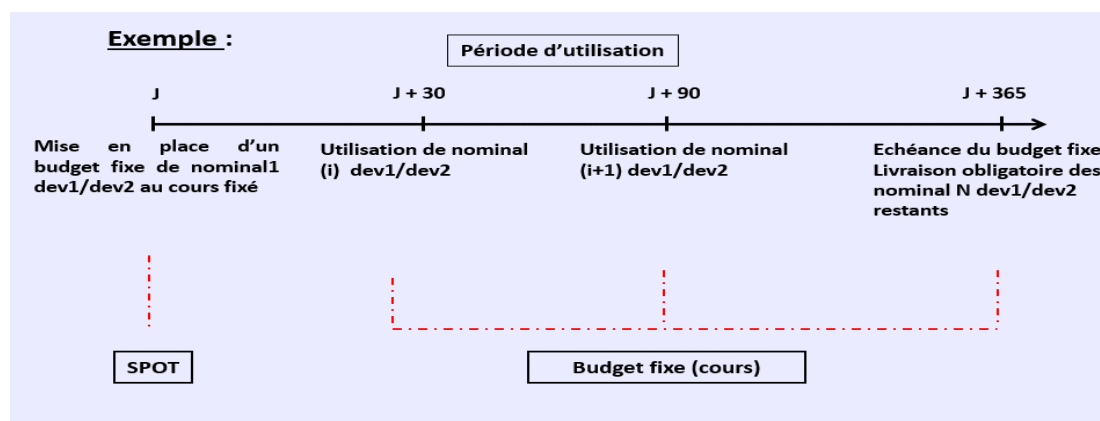 Exemple :
Période d'utilisation
J
J + 30
J + 90
J + 365
Mise en place d'un
budget fixe de nominal1
dev1/dev2 au cours fixé
Utilisation de nominal
(i) dev1/dev2
Utilisation de nominal
(i+1) dev1/dev2
Echéance du budget fixe
Livraison obligatoire des
nominal N dev1/dev2
restants
SPOT
Budget fixe (cours)